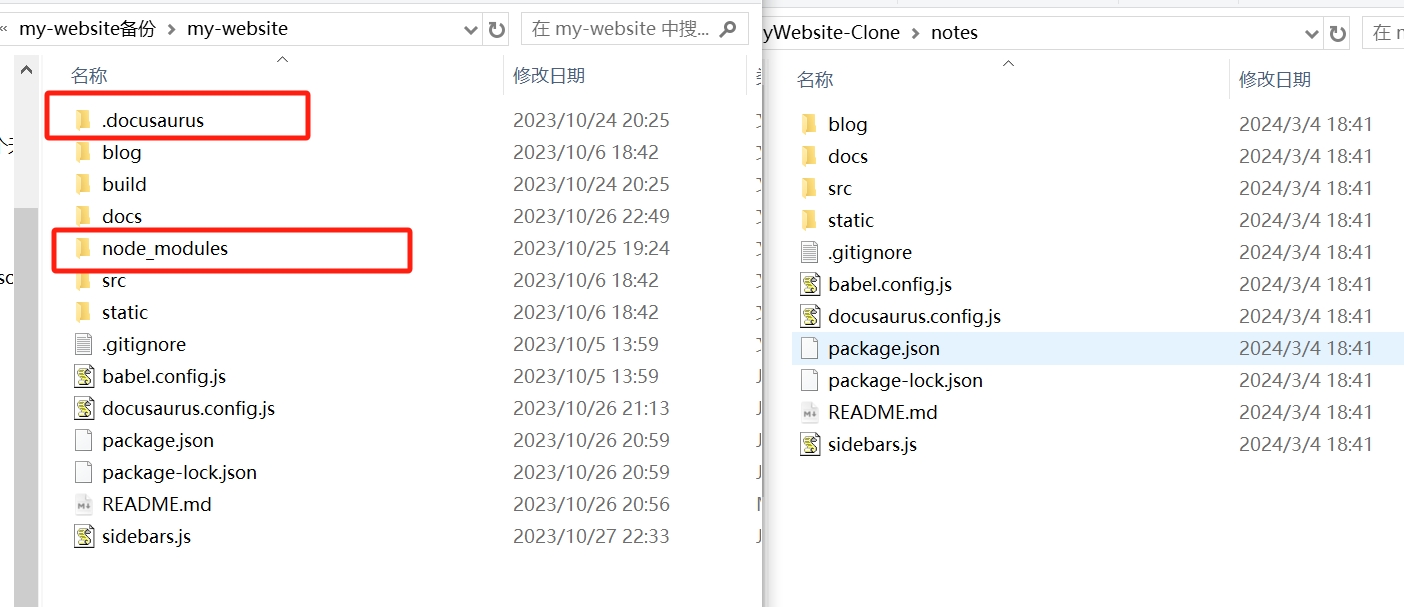 « my-website备份 › my-website
在 my-website 中搜...
名称
修改日期
.docusaurus
2023/10/24 20:25
blog
2023/10/6 18:42
build
2023/10/24 20:25
docs
2023/10/26 22:49
node_modules
2023/10/25 19:24
src
2023/10/6 18:42
static
2023/10/6 18:42
.gitignore
2023/10/5 13:59
babel.config.js
2023/10/5 13:59
docusaurus.config.js
2023/10/26 21:13
package.json
2023/10/26 20:59
package-lock.json
2023/10/26 20:59
README.md
2023/10/26 20:56
sidebars.js
2023/10/27 22:33
yWebsite-Clone › notes
在
名称
修改日期
blog
2024/3/4 18:41
docs
2024/3/4 18:41
src
2024/3/4 18:41
static
2024/3/4 18:41
.gitignore
2024/3/4 18:41
babel.config.js
2024/3/4 18:41
docusaurus.config.js
2024/3/4 18:41
package.json
2024/3/4 18:41
package-lock.json
2024/3/4 18:41
README.md
2024/3/4 18:41
sidebars.js
2024/3/4 18:41